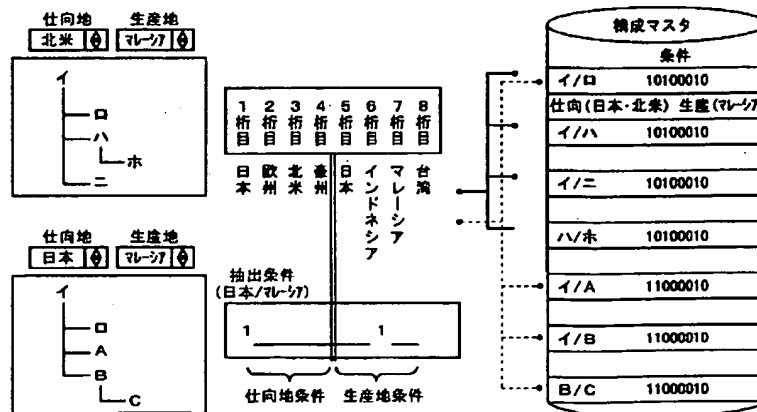 仕向地 生産地
北米 マレーシア
イ
ロ
ハ
ホ
ニ
仕向地 生産地
日本 マレーシア
イ
ロ
A
B
C
1桁目 2桁目 3桁目 4桁目 5桁目 6桁目 7桁目 8桁目
日本 欧州 北米 豪州 日本 インドネシア マレーシア 台湾
抽出条件
(日本/マレーシア)
1 1
仕向地条件 生産地条件
構成マスタ
条件
イ/ロ 10100010
仕向(日本・北米) 生産(マレーシア
イ/ハ 10100010
イ/ニ 10100010
ハ/ホ 10100010
イ/A 11000010
イ/B 11000010
B/C 11000010